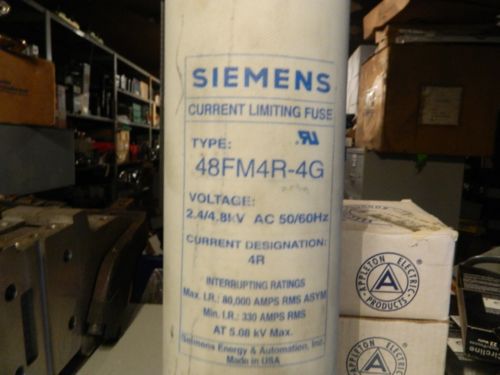 SIEMENS
CURRENT LIMITING FUSE
TYPE:
48FM4R-4G
VOLTAGE:
2.4/4.8kV AC 50/60Hz
CURRENT DESIGNATION:
4R
INTERRUPTING RATINGS
Max. I.R.: 80,000 AMPS RMS ASYM
Min. I.R.: 330 AMPS RMS
AT 5.08 kV Max.
Siemens Energy & Automation, Inc.
Made in USA
APPLETON ELECTRIC
A
PRODUCTS
APPLETON ELECTRIC
A